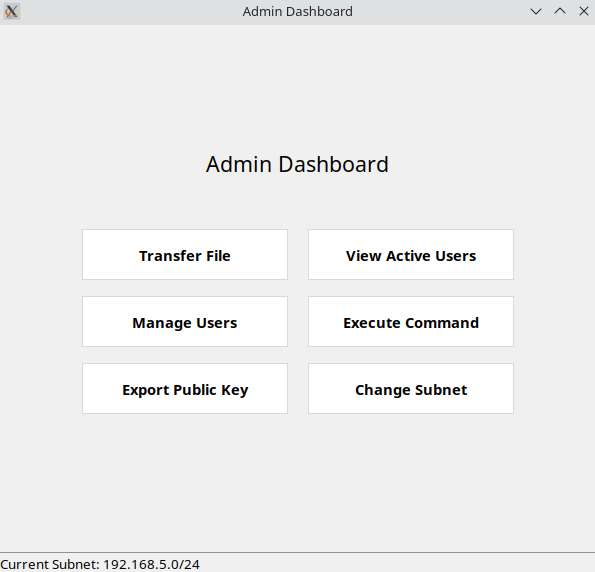 Admin Dashboard
Admin Dashboard
Transfer File
View Active Users
Manage Users
Execute Command
Export Public Key
Change Subnet
Current Subnet: 192.168.5.0/24